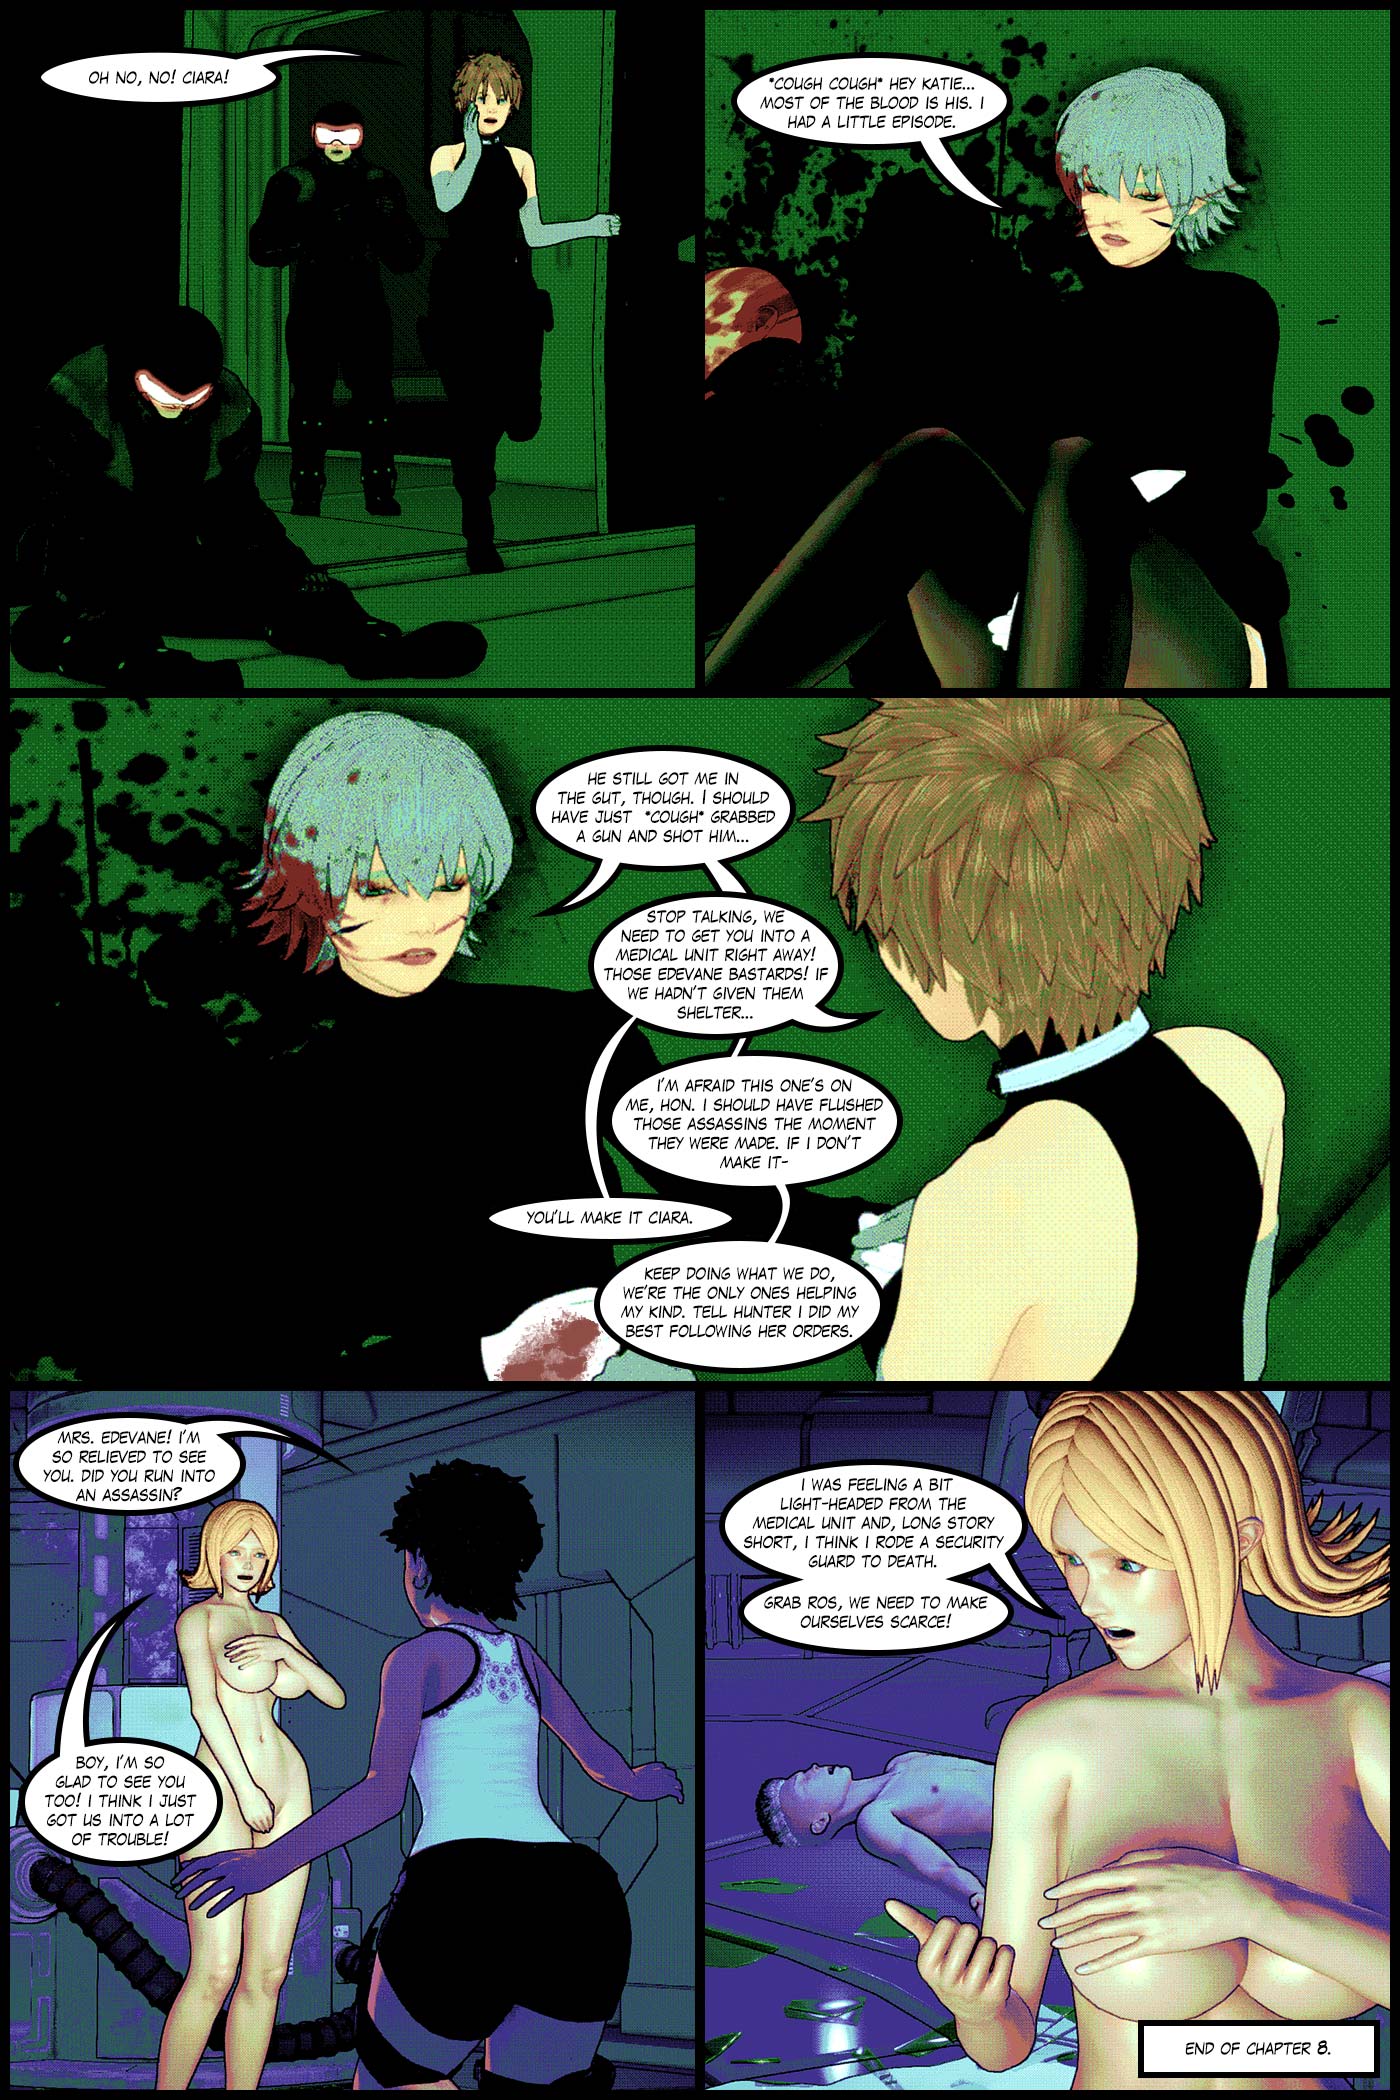 OH NO, NO! CIARA!
*COUGH COUGH* HEY KATIE...
MOST OF THE BLOOD IS HIS. I
HAD A LITTLE EPISODE.
HE STILL GOT ME IN
THE GUT, THOUGH. I SHOULD
HAVE JUST *COUGH* GRABBED
A GUN AND SHOT HIM...
STOP TALKING, WE
NEED TO GET YOU INTO A
MEDICAL UNIT RIGHT AWAY!
THOSE EDEVANE BASTARDS! IF
WE HADN'T GIVEN THEM
SHELTER...
I'M AFRAID THIS ONE'S ON
ME, HON. I SHOULD HAVE FLUSHED
THOSE ASSASSINS THE MOMENT
THEY WERE MADE. IF I DON'T
MAKE IT-
YOU'LL MAKE IT CIARA.
KEEP DOING WHAT WE DO,
WE'RE THE ONLY ONES HELPING
MY KIND. TELL HUNTER I DID MY
BEST FOLLOWING HER ORDERS.
MRS. EDEVANE! I'M
SO RELIEVED TO SEE
YOU. DID YOU RUN INTO
AN ASSASSIN?
BOY, I'M SO
GLAD TO SEE YOU
TOO! I THINK I JUST
GOT US INTO A LOT
OF TROUBLE!
I WAS FEELING A BIT
LIGHT-HEADED FROM THE
MEDICAL UNIT AND, LONG STORY
SHORT, I THINK I RODE A SECURITY
GUARD TO DEATH.
GRAB ROS, WE NEED TO MAKE
OURSELVES SCARCE!
END OF CHAPTER 8.